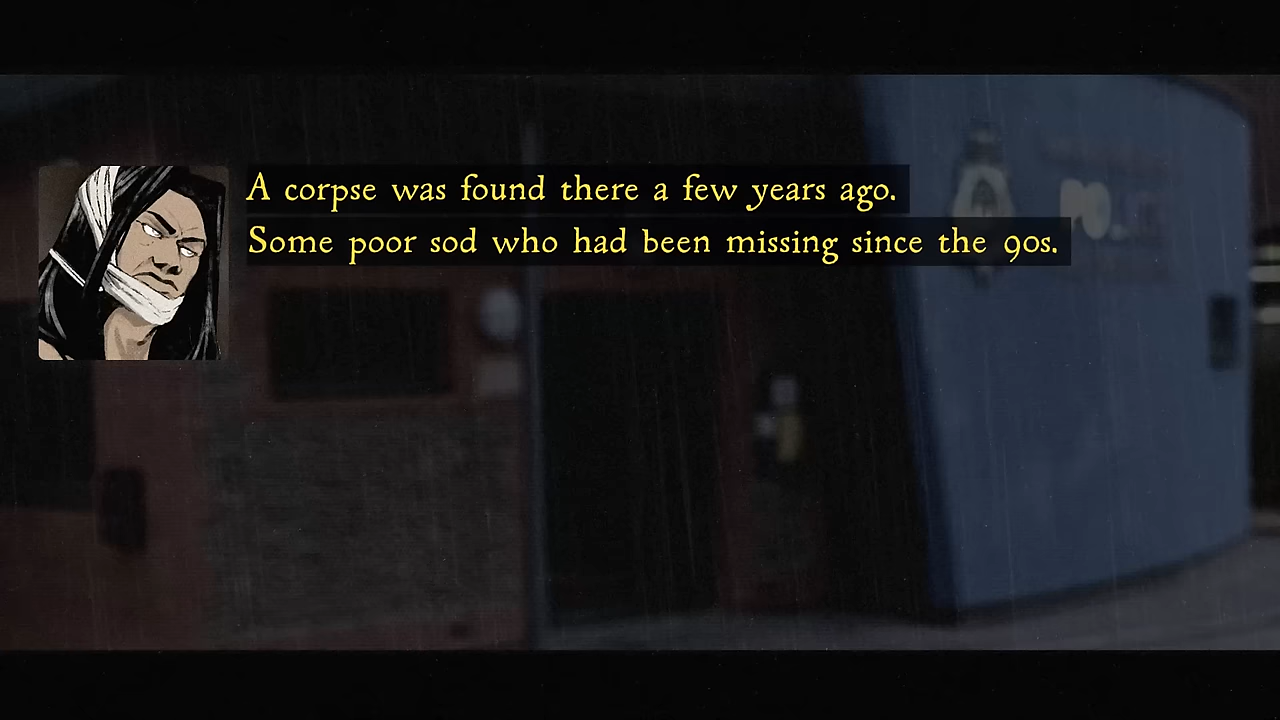 A corpse was found there a few years ago.
Some poor sod who had been missing since the 90s.